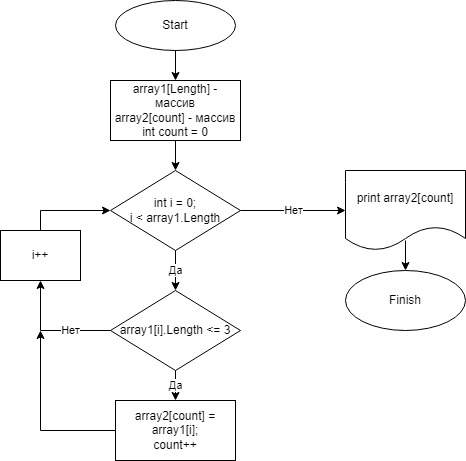 Start
array1[Length] -
массив
array2[count] - массив
int count = 0
int i = 0;
i < array1.Length
Нет
print array2[count]
i++
Да
Finish
Нет
array1[i].Length <= 3
Да
array2[count] =
array1[i];
count++